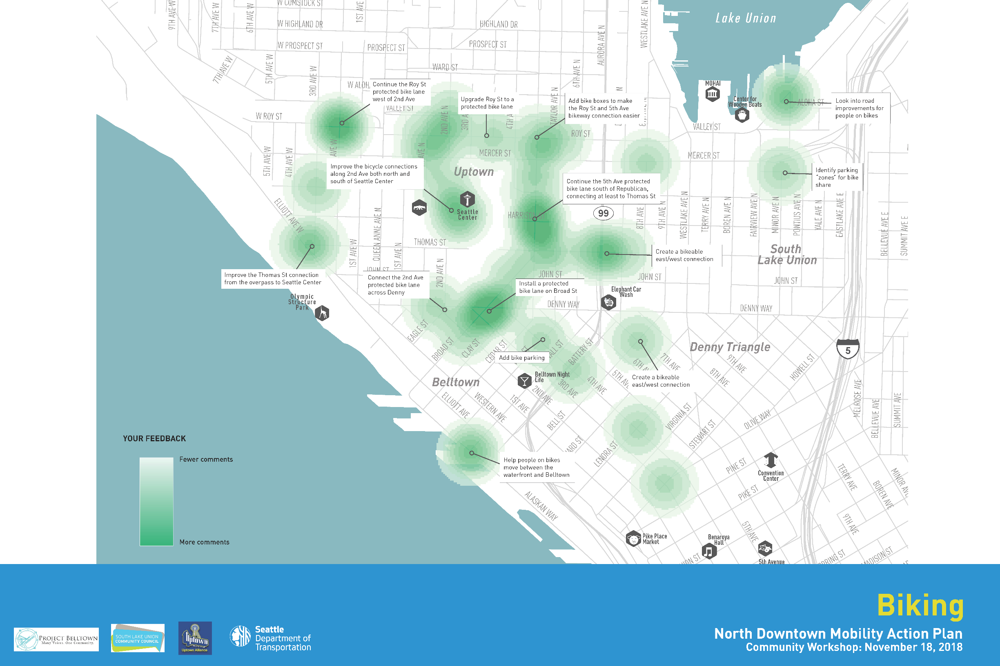 W COMSTOCK ST
9TH AVE W
7TH AVE W
6TH AVE W
1ST AVE
W HIGHLAND DR
HIGHLAND DR
WESTLAKE AVE N
Lake Union
AURORA AVE N
W PROSPECT ST
PROSPECT ST
PROSPECT ST
7TH AVE W
5TH AVE W
3RD AVE W
WARD ST
6TH AVE N
W ALOH
Continue the Roy St
protected bike lane
west of 2nd Ave
MOHAI
Upgrade Roy St to a
protected bike lane
TAYLOR AVE N
Add bike boxes to make
the Roy St and 5th Ave
bikeway connection easier
Center for
Wooden Boats
ALOHA ST
Look into road
improvements for
people on bikes
VALLEY ST
W ROY ST
2ND AVE N
3RD A
4TH A
VALLEY ST
ROY ST
5TH AVE W
4TH AVE W
AVE W
AVE N
MERCER ST
MERCER ST
Improve the bicycle connections
along 2nd Ave both north and
south of Seattle Center
Uptown
Identify parking
"zones" for bike
share
Continue the 5th Ave protected
bike lane south of Republican,
connecting at least to Thomas St
ELLIOTT AVE W
QUEEN ANNE AVE N
Seattle
Center
HARRISON ST
99
8TH AVE
9TH AVE N
WESTLAKE AVE N
TERRY AVE N
BOREN AVE N
FAIRVIEW AVE N
MINOR AVE N
PONTIUS AVE N
YALE AVE N
EASTLAKE AVE E
BELLEVUE AVE E
SUMMIT AVE E
THOMAS ST
1ST AVE W
1ST AVE N
2ND AVE N
Create a bikeable
east/west connection
South
Lake Union
JOHN ST
JOHN ST
JOHN ST
JOHN ST
Improve the Thomas St connection
from the overpass to Seattle Center
Connect the 2nd Ave
protected bike lane
across Denny
Install a protected
bike lane on Broad St
Elephant Car
Wash
Olympic
Structure
Park
DENNY WAY
DENNY WAY
EAGLE ST
BROAD ST
CLAY ST
CEDAR ST
ST
WALL ST
BATTERY ST
Add bike parking
Denny Triangle
5
6TH AV
7TH AVE
9TH AVE
8TH AVE
HOWELL ST
Belltown
Belltown Night
Life
2ND AVE
3RD AVE
4TH AVE
5TH AV
Create a bikeable
east/west connection
MELROSE AVE
BELLEVUE AVE
SUMMIT AVE
ELLIOTT AVE
WESTERN AVE
1ST AVE
BELL ST
VIRGINIA ST
STEWART ST
OLIVE WAY
YOUR FEEDBACK
Fewer comments
More comments
ARD ST
LENORA ST
Help people on bikes
move between the
waterfront and Belltown
PINE ST
PIKE ST
Convention
Center
TERRY AVE
BOREN AVE
MINOR AVE
ALASKAN WAY
5TH AVE
9TH AVE
Pike Place
Market
Benaroya
Hall
5th Avenue
ION ST
PRING ST
MADISON ST
Biking
North Downtown Mobility Action Plan
Community Workshop: November 18, 2018
PROJECT BELLTOWN
Many Voices. One Community.
SOUTH LAKE UNION
COMMUNITY COUNCIL
Uptown
Uptown Alliance
Seattle
Department of
Transportation